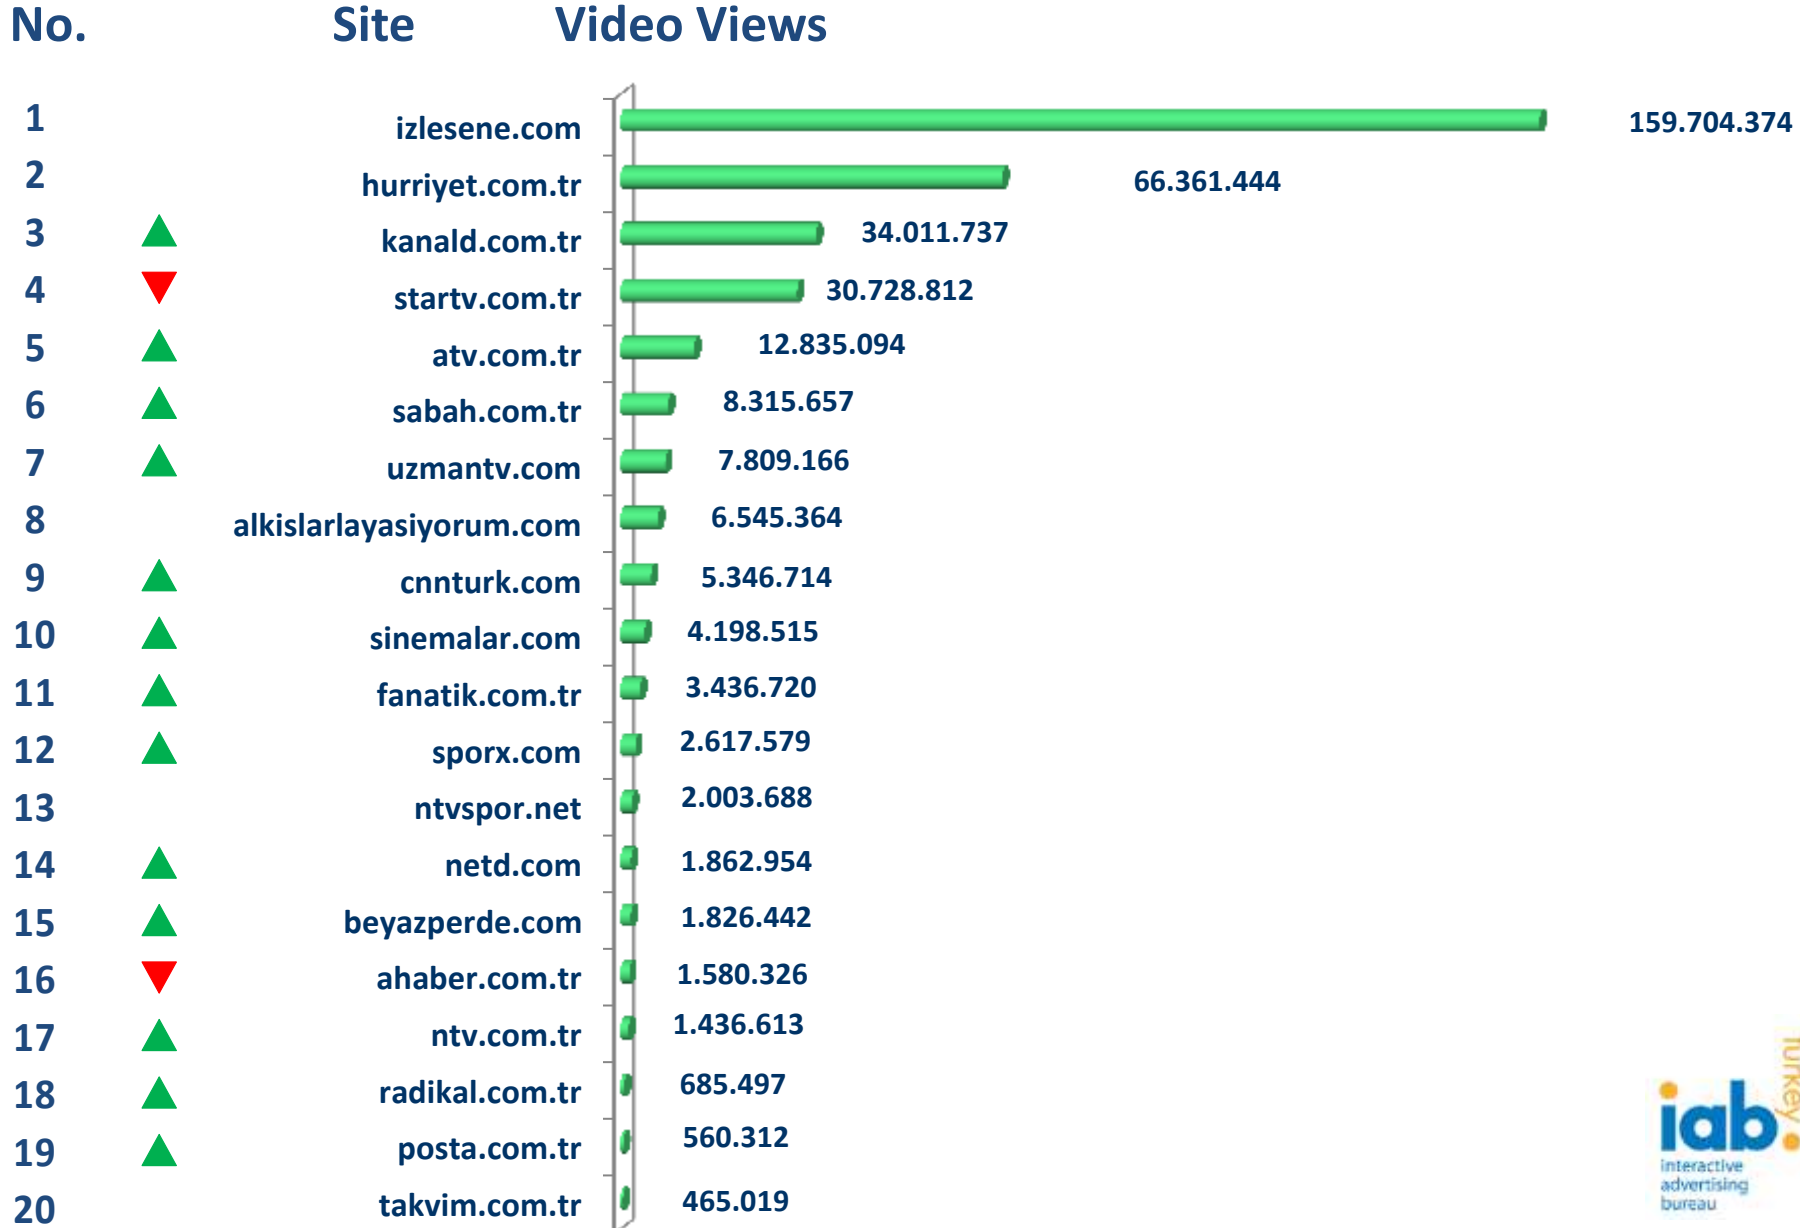 No. Site Video Views
1 izlesene.com 159.704.374
2 hurriyet.com.tr 66.361.444
3 kanald.com.tr 34.011.737
4 startv.com.tr 30.728.812
5 atv.com.tr 12.835.094
6 sabah.com.tr 8.315.657
7 uzmantv.com 7.809.166
8 alkislarlayasiyorum.com 6.545.364
9 cnnturk.com 5.346.714
10 sinemalar.com 4.198.515
11 fanatik.com.tr 3.436.720
12 sporx.com 2.617.579
13 ntvspor.net 2.003.688
14 netd.com 1.862.954
15 beyazperde.com 1.826.442
16 ahaber.com.tr 1.580.326
17 ntv.com.tr 1.436.613
18 radikal.com.tr 685.497
19 posta.com.tr 560.312
20 takvim.com.tr 465.019
iab
Turkey
interactive
advertising
bureau